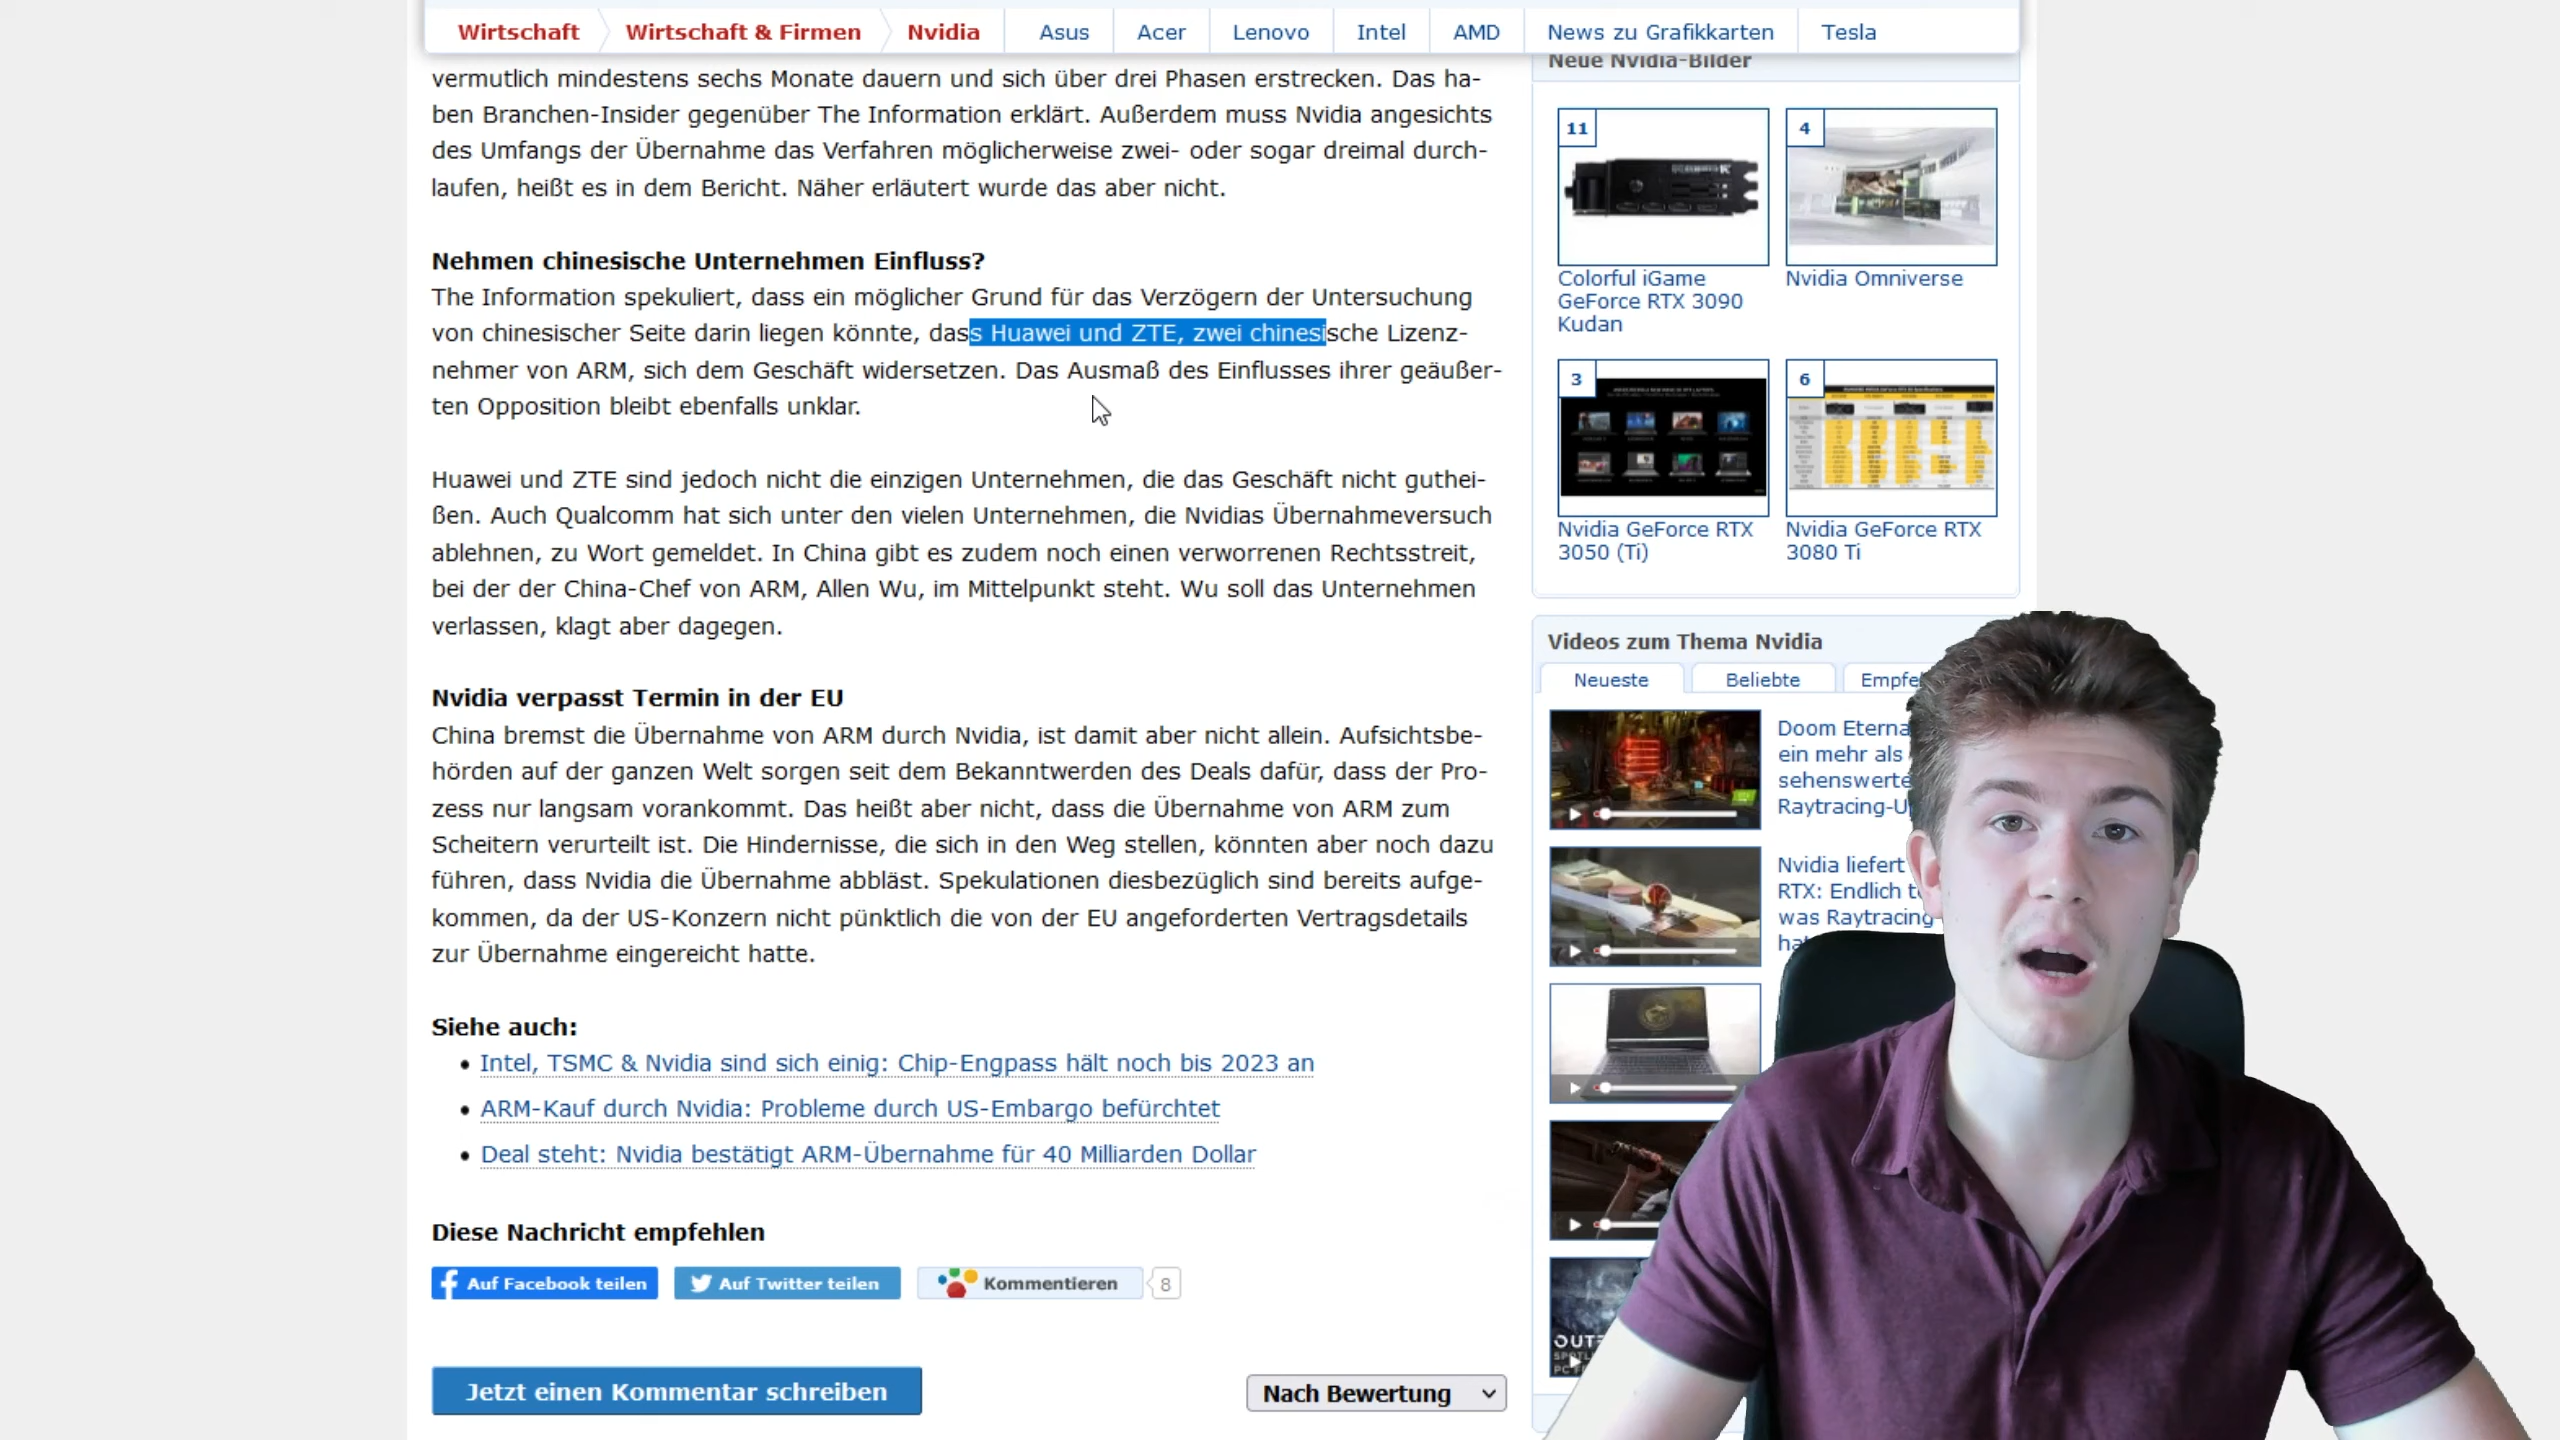 Wirtschaft Wirtschaft & Firmen Nvidia Asus Acer Lenovo Intel AMD News zu Grafikkarten Tesla
vermutlich mindestens sechs Monate dauern und sich über drei Phasen erstrecken. Das ha-
ben Branchen-Insider gegenüber The Information erklärt. Außerdem muss Nvidia angesichts
des Umfangs der Übernahme das Verfahren möglicherweise zwei- oder sogar dreimal durch-
laufen, heißt es in dem Bericht. Näher erläutert wurde das aber nicht.
Nehmen chinesische Unternehmen Einfluss?
The Information spekuliert, dass ein möglicher Grund für das Verzögern der Untersuchung
von chinesischer Seite darin liegen könnte, dass Huawei und ZTE, zwei chinesische Lizenz-
nehmer von ARM, sich dem Geschäft widersetzen. Das Ausmaß des Einflusses ihrer geäußer-
ten Opposition bleibt ebenfalls unklar.
Huawei und ZTE sind jedoch nicht die einzigen Unternehmen, die das Geschäft nicht guthei-
ßen. Auch Qualcomm hat sich unter den vielen Unternehmen, die Nvidias Übernahmeversuch
ablehnen, zu Wort gemeldet. In China gibt es zudem noch einen verworrenen Rechtsstreit,
bei der der China-Chef von ARM, Allen Wu, im Mittelpunkt steht. Wu soll das Unternehmen
verlassen, klagt aber dagegen.
Nvidia verpasst Termin in der EU
China bremst die Übernahme von ARM durch Nvidia, ist damit aber nicht allein. Aufsichtsbe-
hörden auf der ganzen Welt sorgen seit dem Bekanntwerden des Deals dafür, dass der Pro-
zess nur langsam vorankommt. Das heißt aber nicht, dass die Übernahme von ARM zum
Scheitern verurteilt ist. Die Hindernisse, die sich in den Weg stellen, könnten aber noch dazu
führen, dass Nvidia die Übernahme abbläst. Spekulationen diesbezüglich sind bereits aufge-
kommen, da der US-Konzern nicht pünktlich die von der EU angeforderten Vertragsdetails
zur Übernahme eingereicht hatte.
Siehe auch:
• Intel, TSMC & Nvidia sind sich einig: Chip-Engpass hält noch bis 2023 an
• ARM-Kauf durch Nvidia: Probleme durch US-Embargo befürchtet
• Deal steht: Nvidia bestätigt ARM-Übernahme für 40 Milliarden Dollar
Diese Nachricht empfehlen
Auf Facebook teilen Auf Twitter teilen Kommentieren 8
Jetzt einen Kommentar schreiben Nach Bewertung
Neue Nvidia-Bilder
11
Colorful iGame
GeForce RTX 3090
Kudan
4
Nvidia Omniverse
3
Nvidia GeForce RTX
3050 (Ti)
6
Nvidia GeForce RTX
3080 Ti
Videos zum Thema Nvidia
Neueste Beliebte Empfe
Doom Eterna
ein mehr als
sehenswerte
Raytracing-U
Nvidia liefert
RTX: Endlich t
was Raytracing
ha